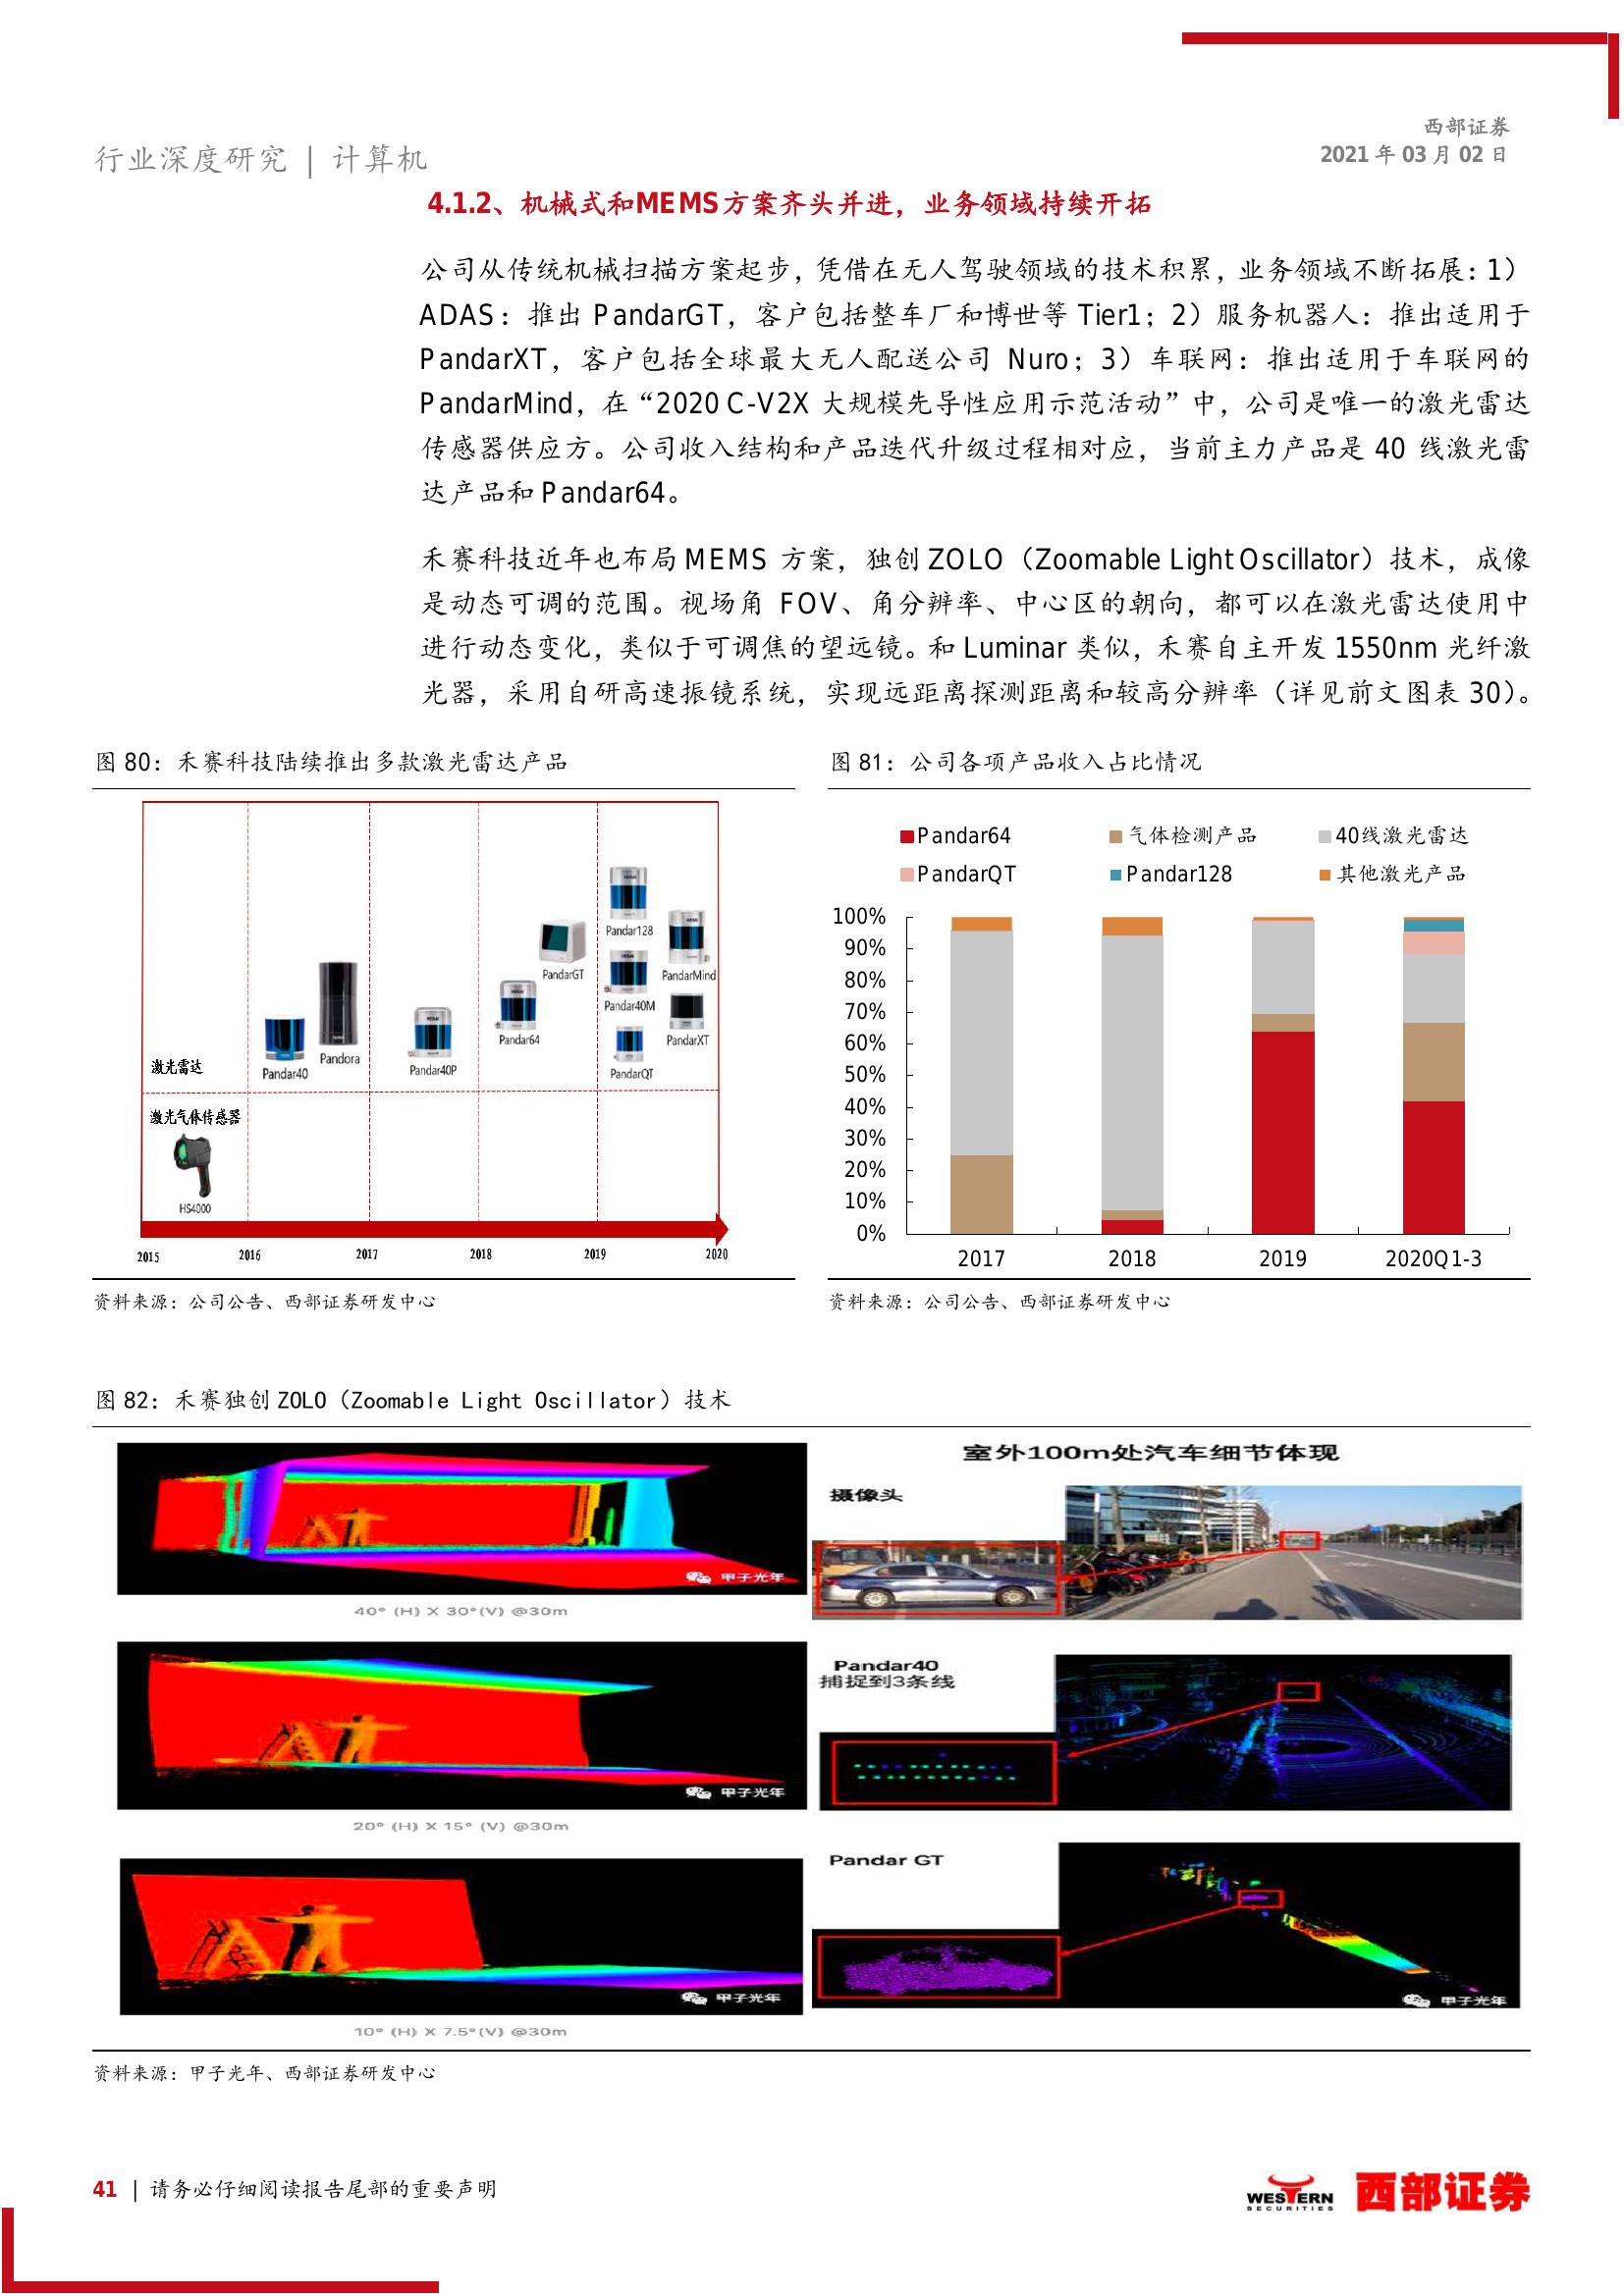 西部证券
2021 年 03 月 02 日
行业深度研究 | 计算机
4.1.2、机械式和MEMS方案齐头并进，业务领域持续开拓
公司从传统机械扫描方案起步，凭借在无人驾驶领域的技术积累，业务领域不断拓展：1）
ADAS：推出 PandarGT，客户包括整车厂和博世等 Tier1；2）服务机器人：推出适用于
PandarXT，客户包括全球最大无人配送公司 Nuro；3）车联网：推出适用于车联网的
PandarMind，在“2020 C-V2X 大规模先导性应用示范活动”中，公司是唯一的激光雷达
传感器供应方。公司收入结构和产品迭代升级过程相对应，当前主力产品是 40 线激光雷
达产品和 Pandar64。
禾赛科技近年也布局 MEMS 方案，独创 ZOLO（Zoomable Light Oscillator）技术，成像
是动态可调的范围。视场角 FOV、角分辨率、中心区的朝向，都可以在激光雷达使用中
进行动态变化，类似于可调焦的望远镜。和 Luminar 类似，禾赛自主开发 1550nm 光纤激
光器，采用自研高速振镜系统，实现远距离探测距离和较高分辨率（详见前文图表 30）。
图 80：禾赛科技陆续推出多款激光雷达产品
Pandar128
PandarGT
PandarMind
Pandar40M
Pandar64
PandarXT
Pandora
激光雷达
Pandar40
Pandar40P
PandarQT
激光气体传感器
HS4000
2015
2016
2017
2018
2019
2020
资料来源：公司公告、西部证券研发中心
图 81：公司各项产品收入占比情况
Pandar64
气体检测产品
40线激光雷达
PandarQT
Pandar128
其他激光产品
100%
90%
80%
70%
60%
50%
40%
30%
20%
10%
0%
2017
2018
2019
2020Q1-3
资料来源：公司公告、西部证券研发中心
图 82：禾赛独创 ZOLO（Zoomable Light Oscillator）技术
甲子光年
40° (H) X 30°(V) @30m
甲子光年
20° (H) X 15° (V) @30m
甲子光年
10° (H) X 7.5°(V) @30m
室外100m处汽车细节体现
摄像头
Pandar40
捕捉到3条线
Pandar GT
甲子光年
资料来源：甲子光年、西部证券研发中心
41 | 请务必仔细阅读报告尾部的重要声明
WESTERN
SECURITIES
西部证券